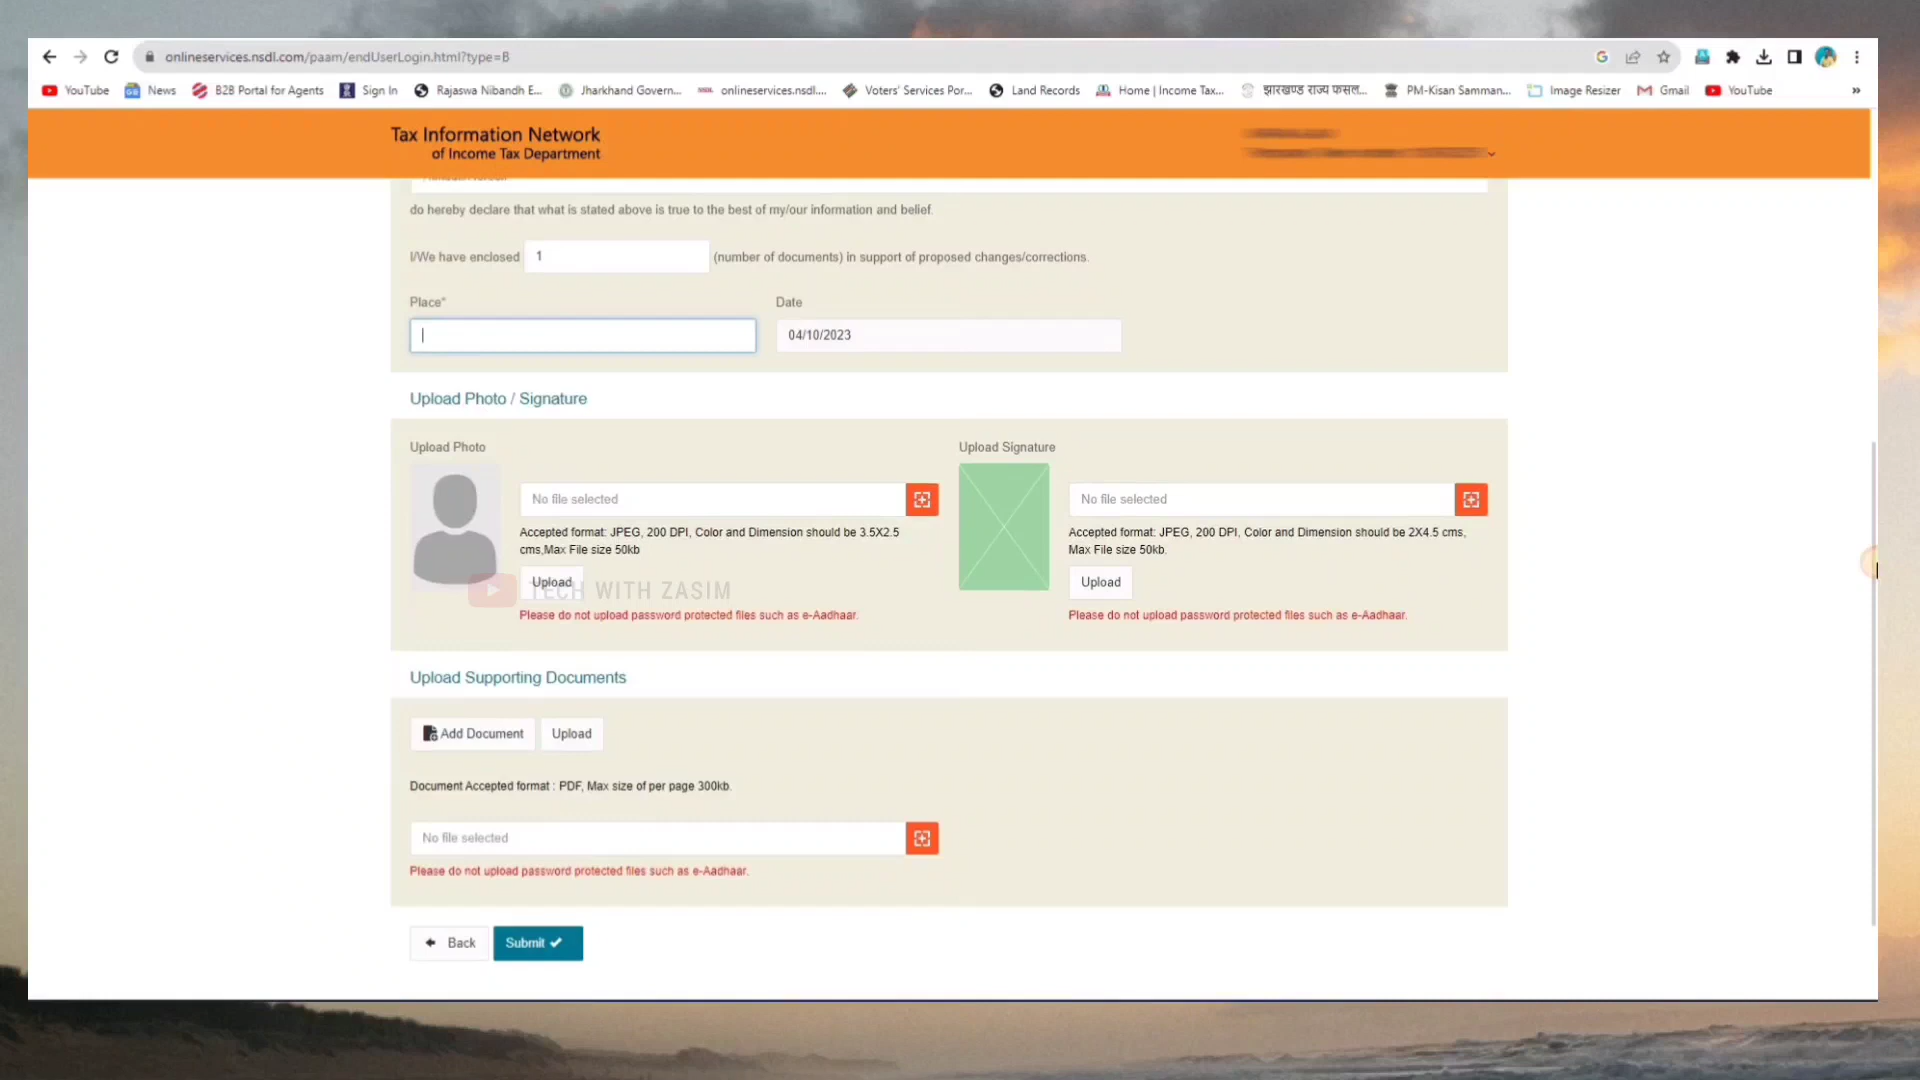 onlineservices.nsdl.com/paam/endUserLogin.html?type=B
YouTube News B2B Portal for Agents Sign In Rajaswa Nibandh E... Jharkhand Govern... onlineservices.nsdl.... Voters' Services Por... Land Records Home | Income Tax... झारखण्ड राज्य फसल... PM-Kisan Samman... Image Resizer Gmail YouTube »
Tax Information Network
of Income Tax Department
do hereby declare that what is stated above is true to the best of my/our information and belief.
I/We have enclosed 1 (number of documents) in support of proposed changes/corrections.
Place* Date
04/10/2023
Upload Photo / Signature
Upload Photo Upload Signature
No file selected No file selected
Accepted format: JPEG, 200 DPI, Color and Dimension should be 3.5X2.5 Accepted format: JPEG, 200 DPI, Color and Dimension should be 2X4.5 cms,
cms,Max File size 50kb Max File size 50kb.
Upload Upload
TECH WITH ZASIM
Please do not upload password protected files such as e-Aadhaar. Please do not upload password protected files such as e-Aadhaar.
Upload Supporting Documents
Add Document Upload
Document Accepted format : PDF, Max size of per page 300kb.
No file selected
Please do not upload password protected files such as e-Aadhaar.
Back Submit